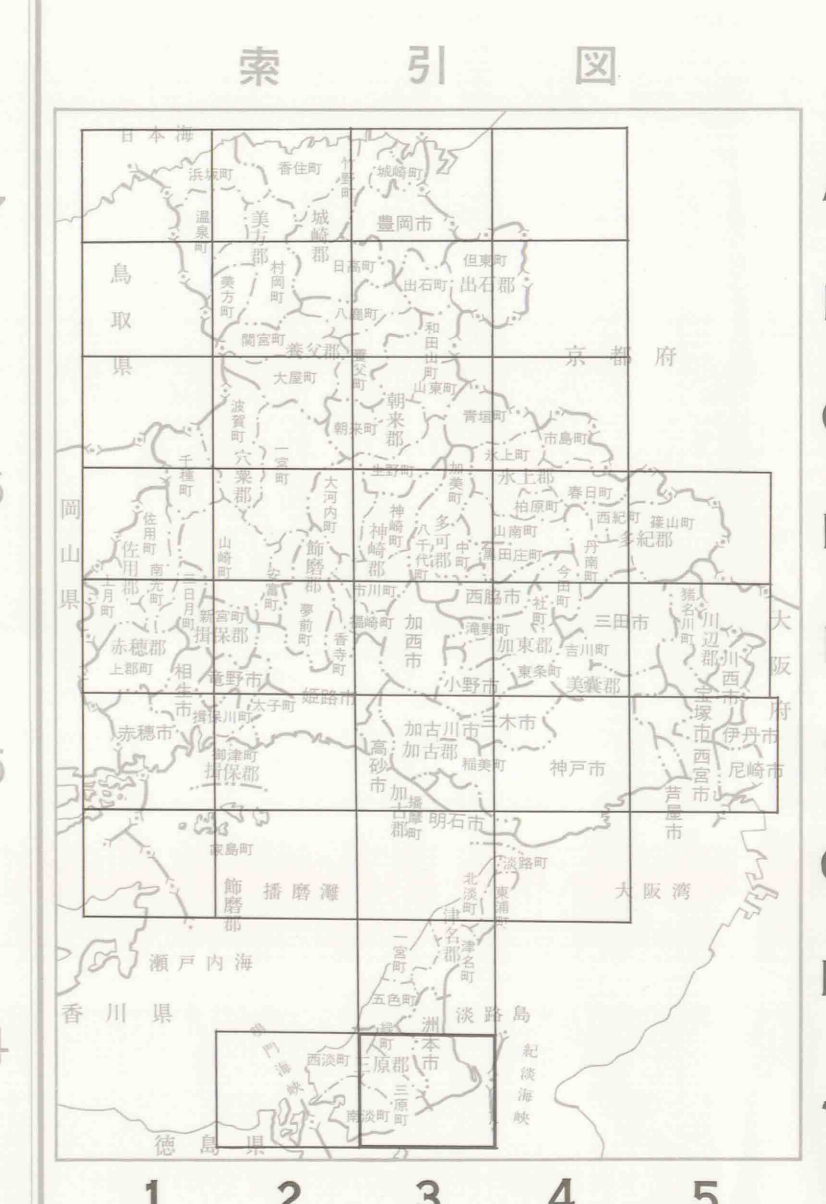 索引図
日本海
浜坂町
香住町
竹野町
城崎町
温泉町
美方郡
城崎郡
豊岡市
鳥取県
美方町
村岡町
日高町
出石町
但東町
出石郡
八鹿町
和田山町
関宮町
養父郡
養父町
京都府
大屋町
山東町
波賀町
朝来郡
朝来町
青垣町
市島町
千種町
宍粟郡
一宮町
生野町
氷上町
氷上郡
加美町
岡山県
大河内町
神崎町
多可郡
柏原町
春日町
西紀町
篠山町
佐用町
佐用郡
南光町
山崎町
飾磨郡
神崎郡
八千代町
中町
山南町
黒田庄町
丹南町
多紀郡
上月町
三日月町
安富町
市川町
西脇市
今田町
猪名川町
川辺郡
大阪府
新宮町
揖保郡
夢前町
福崎町
加西市
滝野町
社町
三田市
赤穂郡
上郡町
相生市
香寺町
加東郡
吉川町
川西市
竜野市
姫路市
小野市
東条町
美嚢郡
宝塚市
赤穂市
揖保川町
太子町
加古川市
加古郡
三木市
伊丹市
御津町
揖保郡
高砂市
稲美町
神戸市
西宮市
尼崎市
加古郡
播磨町
明石市
芦屋市
家島町
淡路町
飾磨郡
播磨灘
北淡町
東浦町
大阪湾
瀬戸内海
一宮町
津名郡
津名町
香川県
五色町
淡路島
鳴門海峡
西淡町
緑町
三原郡
洲本市
紀淡海峡
南淡町
三原町
徳島県
1 2 3 4 5